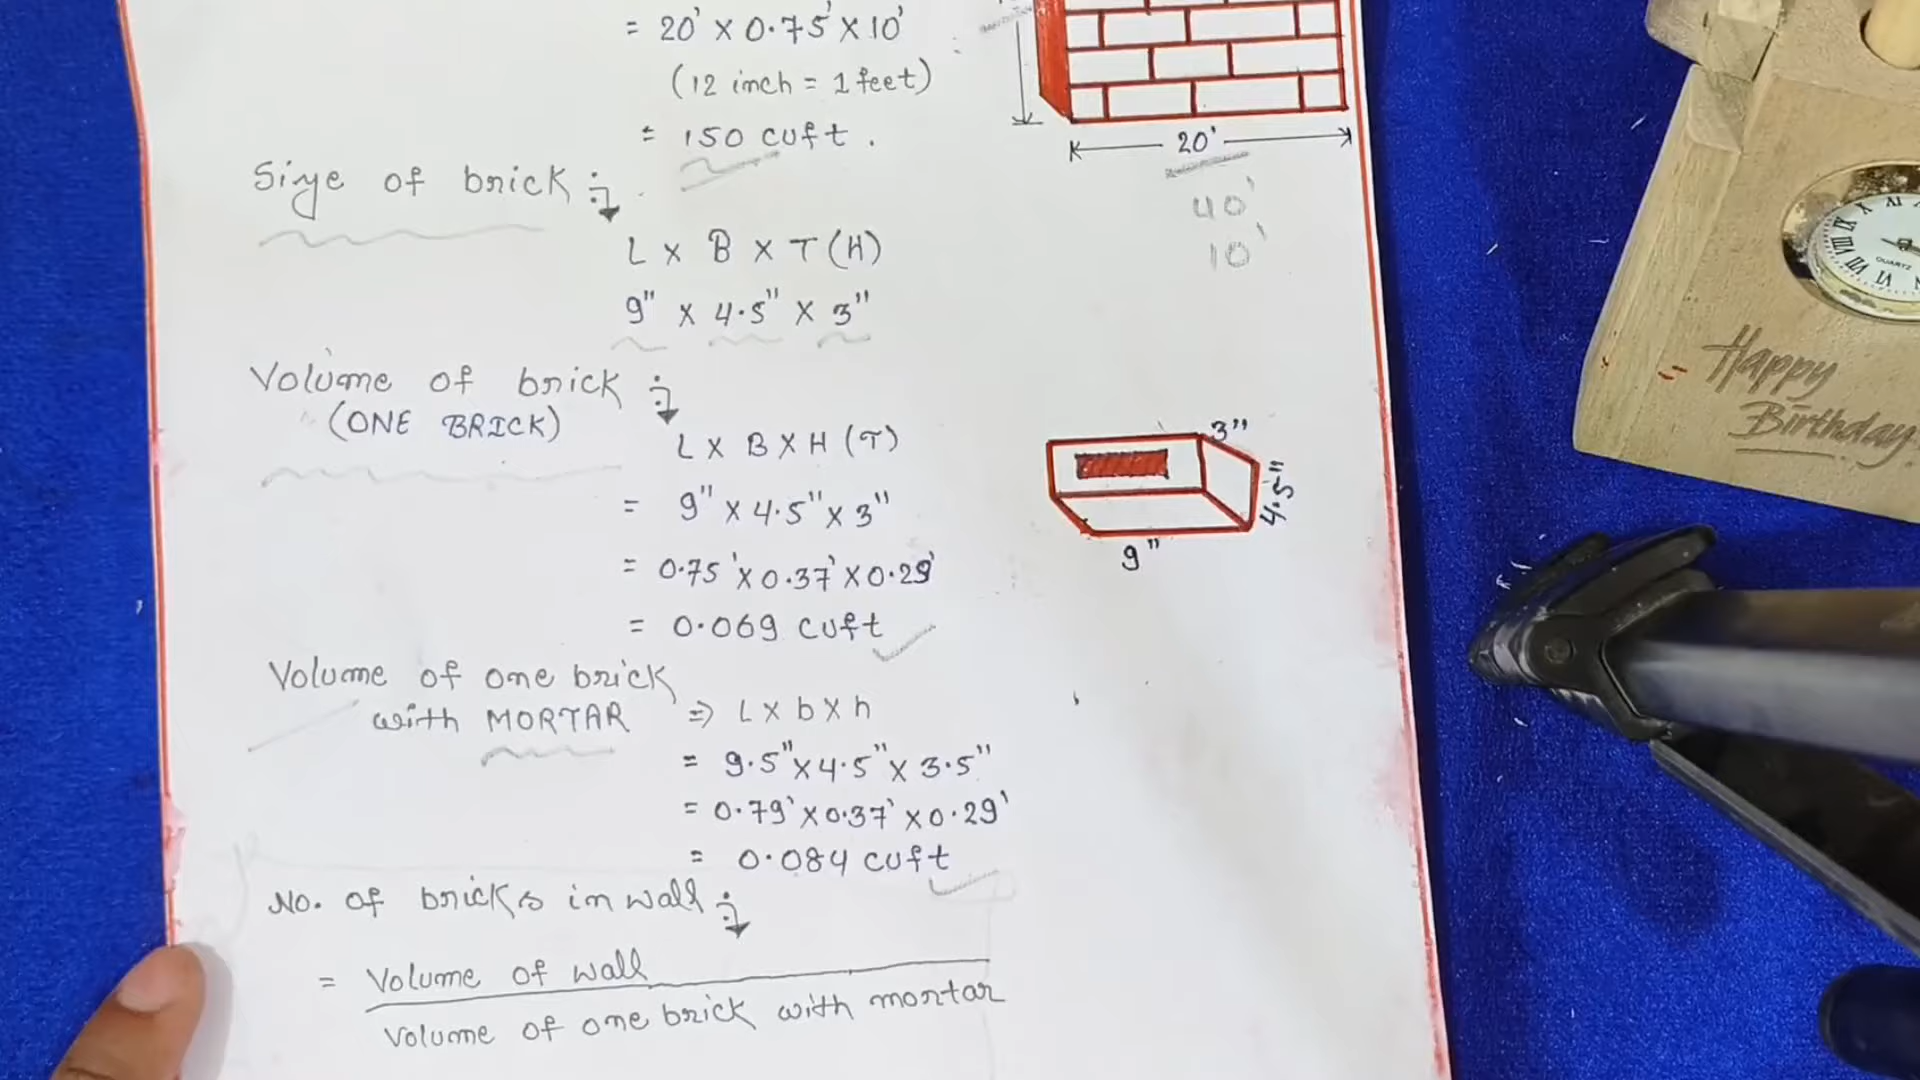 = 20' X 0.75' X 10'
(12 inch = 1 feet)
= 150 cuft.
20'
40'
10'
Size of brick :
L X B X T (H)
9" X 4.5" X 3"
Volume of brick :
(ONE BRICK)
L X B X H (T)
= 9" X 4.5" X 3"
= 0.75' X 0.37' X 0.29'
= 0.069 cuft
3"
4.5"
9"
Volume of one brick
with MORTAR => L X b X h
= 9.5" X 4.5" X 3.5"
= 0.79' X 0.37' X 0.29'
= 0.084 cuft
No. of bricks in wall :
= Volume of wall
Volume of one brick with mortar
QUARTZ
Happy
Birthday